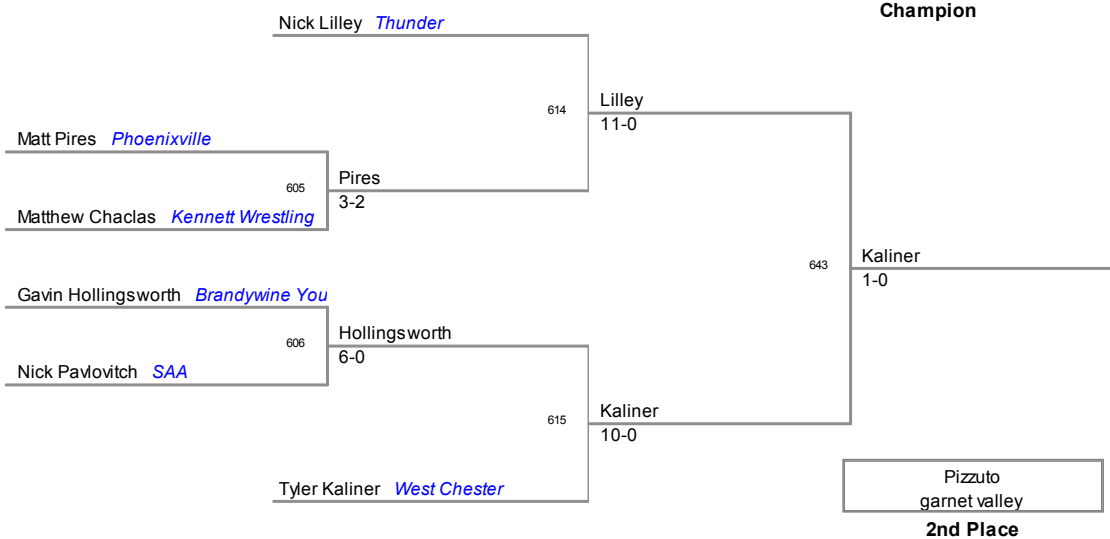 Champion
Nick Lilley Thunder
614
Lilley
11-0
Matt Pires Phoenixville
605
Pires
3-2
Matthew Chaclas Kennett Wrestling
643
Kaliner
1-0
Gavin Hollingsworth Brandywine You
606
Hollingsworth
6-0
Nick Pavlovitch SAA
615
Kaliner
10-0
Tyler Kaliner West Chester
Pizzuto
garnet valley
2nd Place